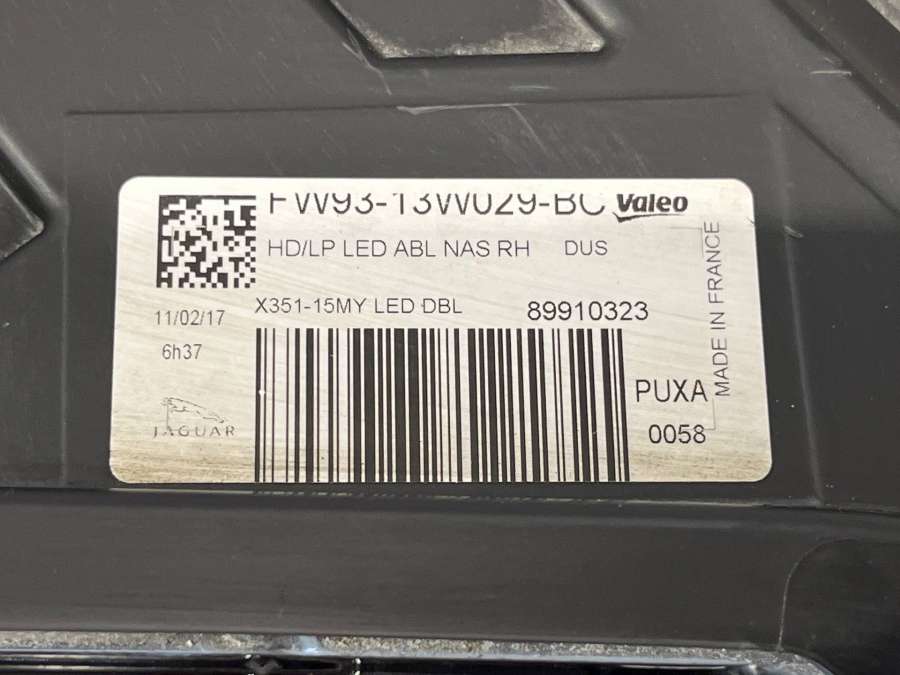 FW93-13W029-BC Valeo
HD/LP LED ABL NAS RH DUS
X351-15MY LED DBL 89910323
11/02/17
6h37
JAGUAR
PUXA
0058
MADE IN FRANCE